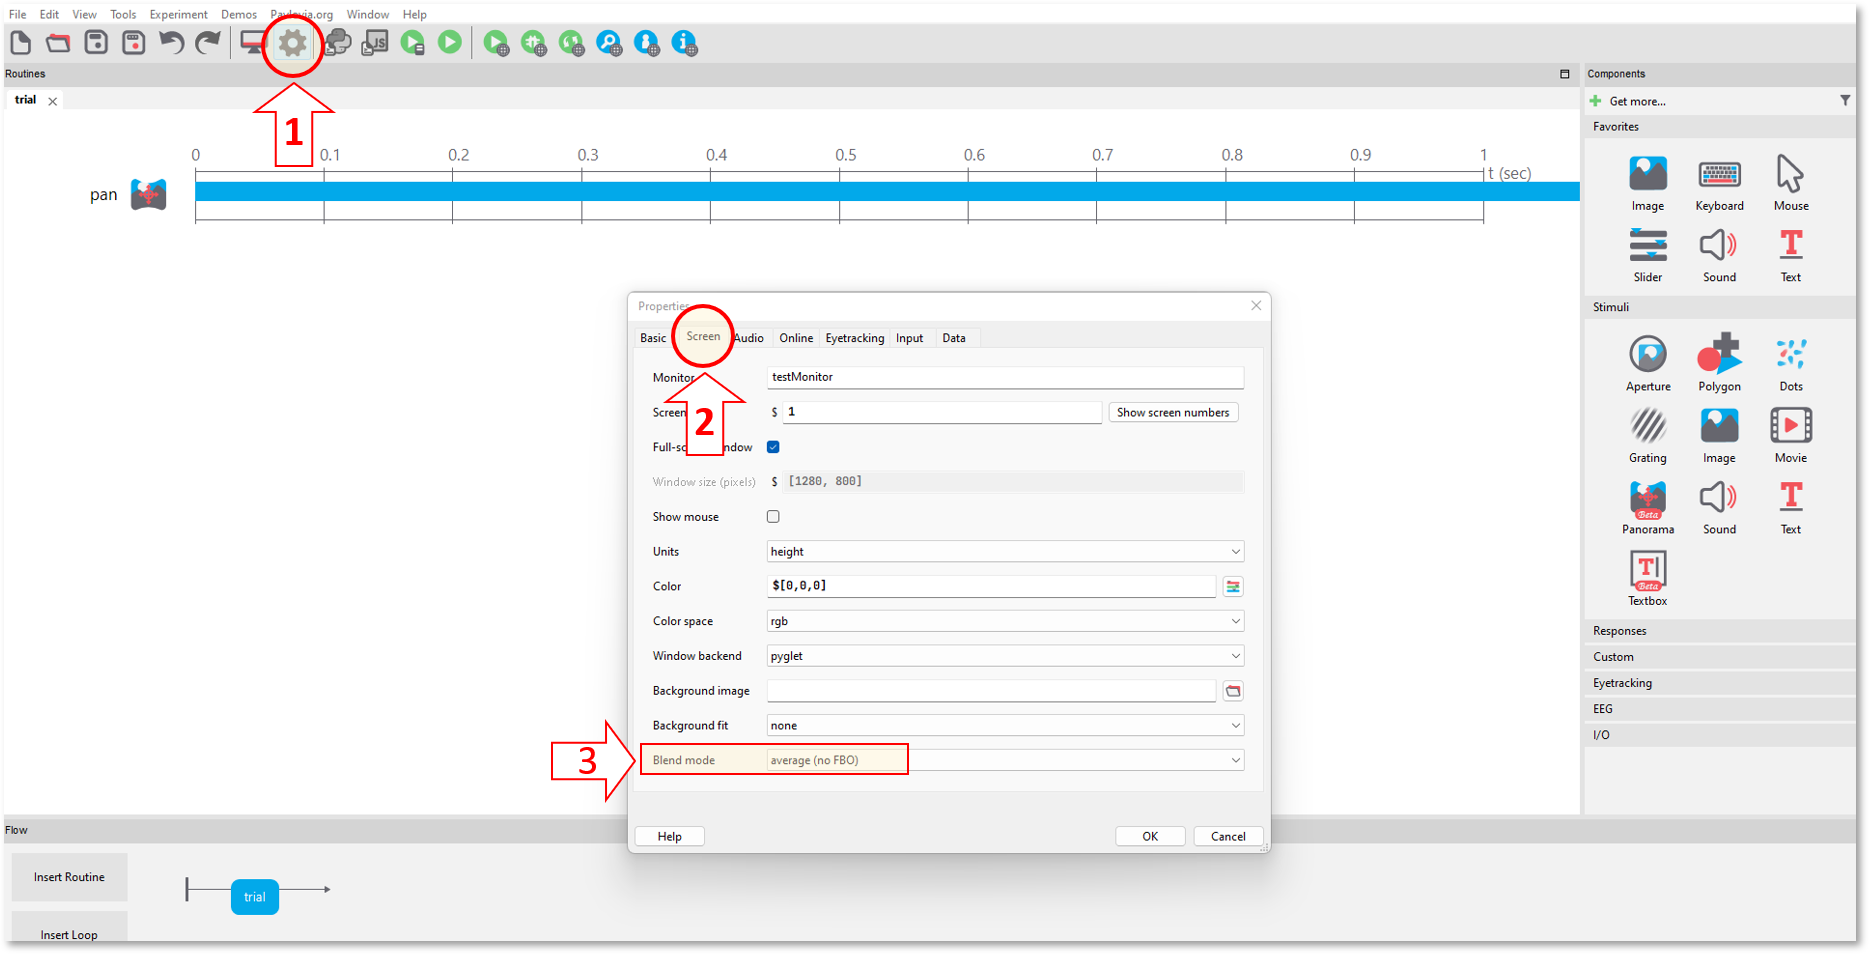 File Edit View Tools Experiment Demos Pavlovia.org Window Help
Routines
trial
1
0 0.1 0.2 0.3 0.4 0.5 0.6 0.7 0.8 0.9 1
t (sec)
pan
Properties
Basic Screen Audio Online Eyetracking Input Data
Monitor testMonitor
Screen $ 1 Show screen numbers
2
Window size (pixels) $ [1280, 800]
Show mouse
Units height
Color $[0,0,0]
Color space rgb
Window backend pyglet
Background image
Background fit none
3
Blend mode average (no FBO)
Help OK Cancel
Components
Get more...
Favorites
Image Keyboard Mouse
Slider Sound Text
Stimuli
Aperture Polygon Dots
Grating Image Movie
Beta
Panorama Sound Text
Beta
Textbox
Responses
Custom
Eyetracking
EEG
I/O
Flow
Insert Routine
trial
Insert Loop